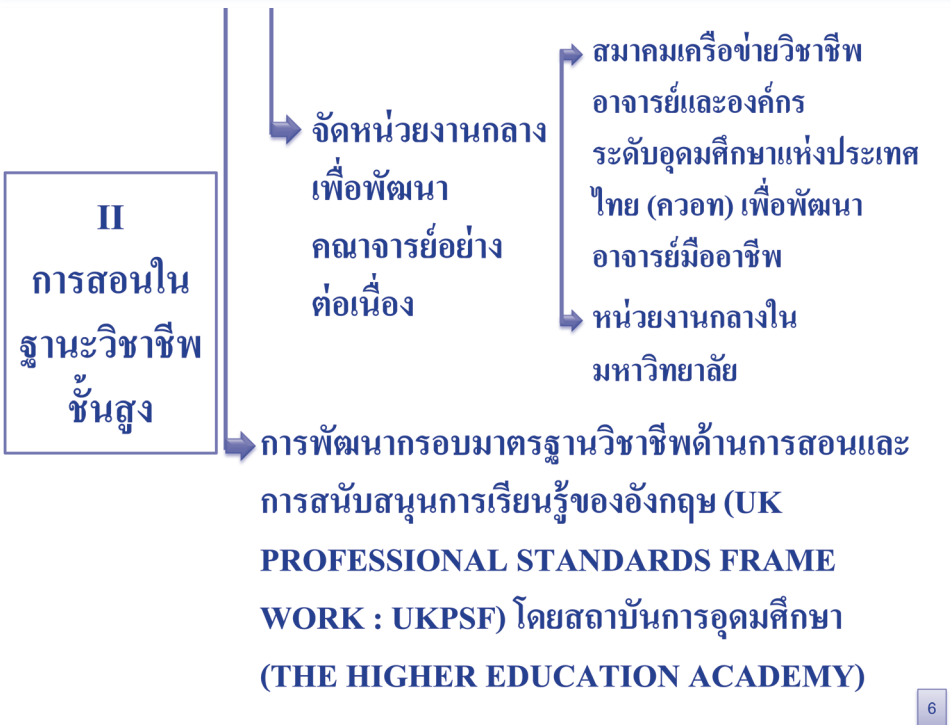 II
การสอนใน
ฐานะวิชาชีพ
ชั้นสูง
จัดหน่วยงานกลาง
เพื่อพัฒนา
คณาจารย์อย่าง
ต่อเนื่อง
สมาคมเครือข่ายวิชาชีพ
อาจารย์และองค์กร
ระดับอุดมศึกษาแห่งประเทศ
ไทย (ควอท) เพื่อพัฒนา
อาจารย์มืออาชีพ
หน่วยงานกลางใน
มหาวิทยาลัย
การพัฒนากรอบมาตรฐานวิชาชีพด้านการสอนและ
การสนับสนุนการเรียนรู้ของอังกฤษ (UK
PROFESSIONAL STANDARDS FRAME
WORK : UKPSF) โดยสถาบันการอุดมศึกษา
(THE HIGHER EDUCATION ACADEMY)
6